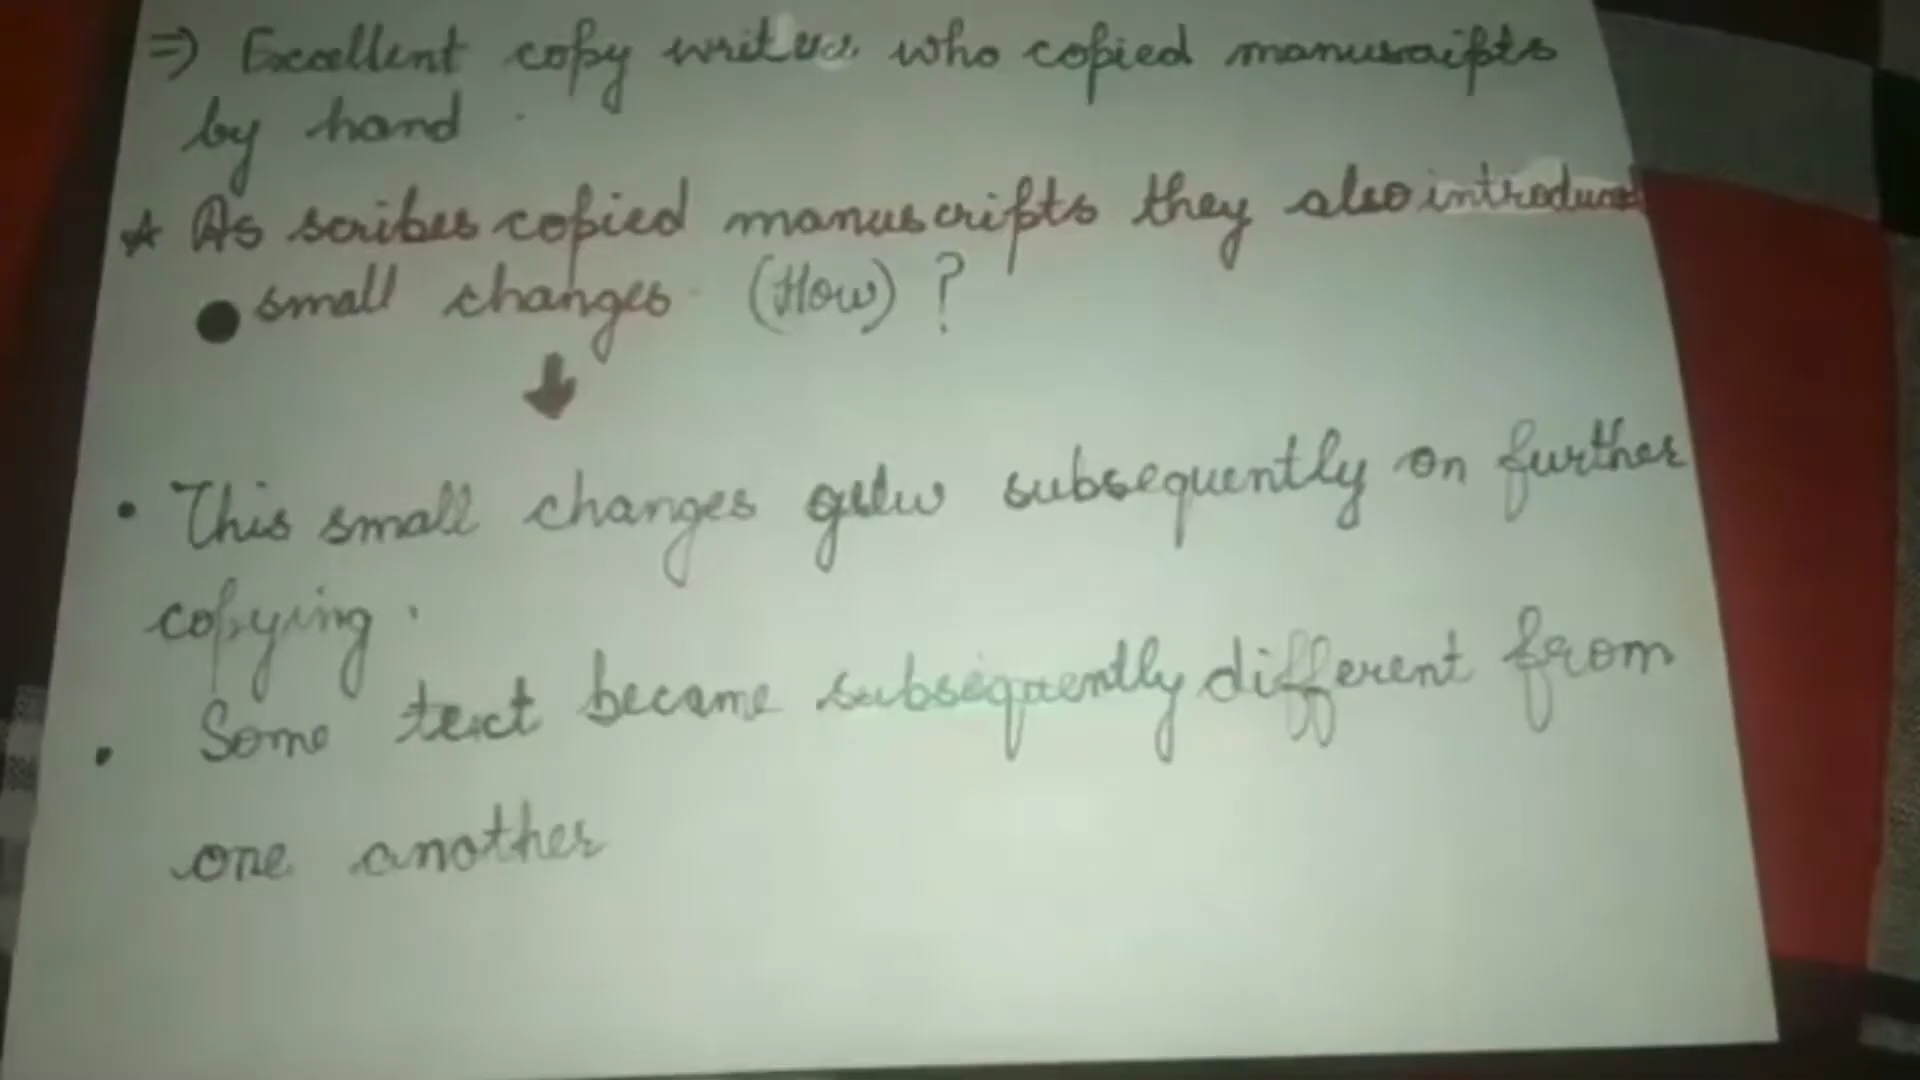 ⇒ Excellent copy writers who copied manuscripts
by hand.
☆ As scribes copied manuscripts they also introduced
● small changes. (How) ?
↓
• This small changes grew subsequently on further
copying.
• Some text became subsequently different from
one another